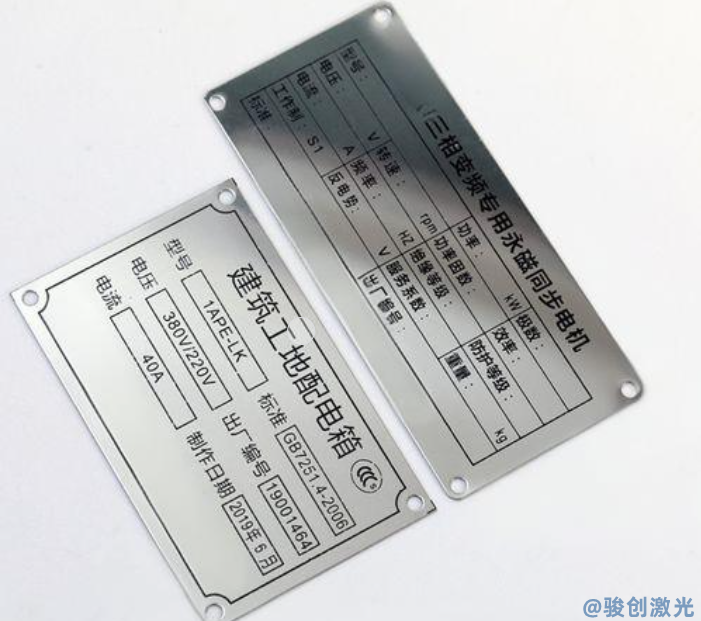 三相变频专用永磁同步电机
型号： 功率： kW 极数：
电压： V 转速： rpm 功率因数： 效率：
电流： A 频率： HZ 绝缘等级： 防护等级：
工作制：S1 反电势： V 服务系数： 重量： kg
标准： 出厂编号：
建筑工地配电箱
型号 1APE-LK 标准 GB7251.4-2006
电压 380V/220V 出厂编号 19001464
电流 40A 制作日期 2019年6月
@骏创激光